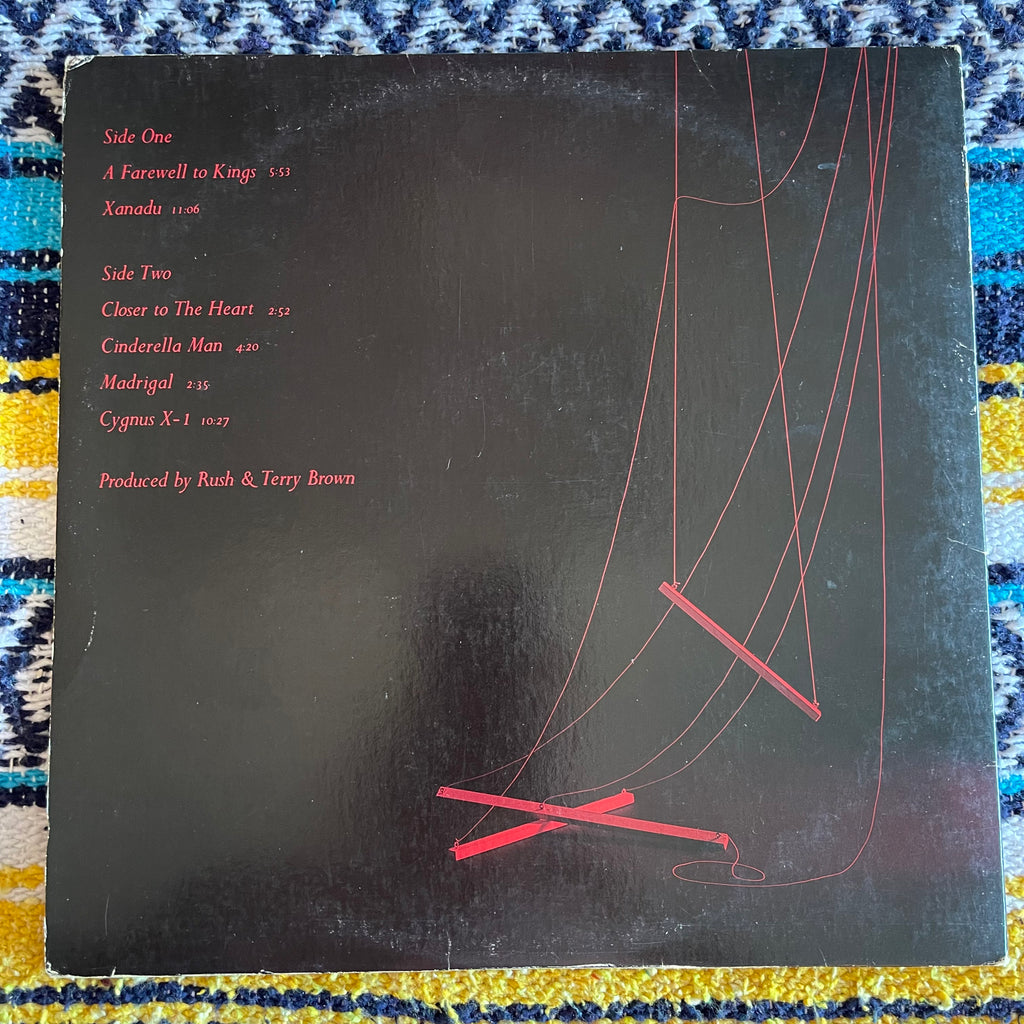 Side One
A Farewell to Kings 5:53
Xanadu 11:06
Side Two
Closer to The Heart 2:52
Cinderella Man 4:20
Madrigal 2:35
Cygnus X-1 10:27
Produced by Rush & Terry Brown